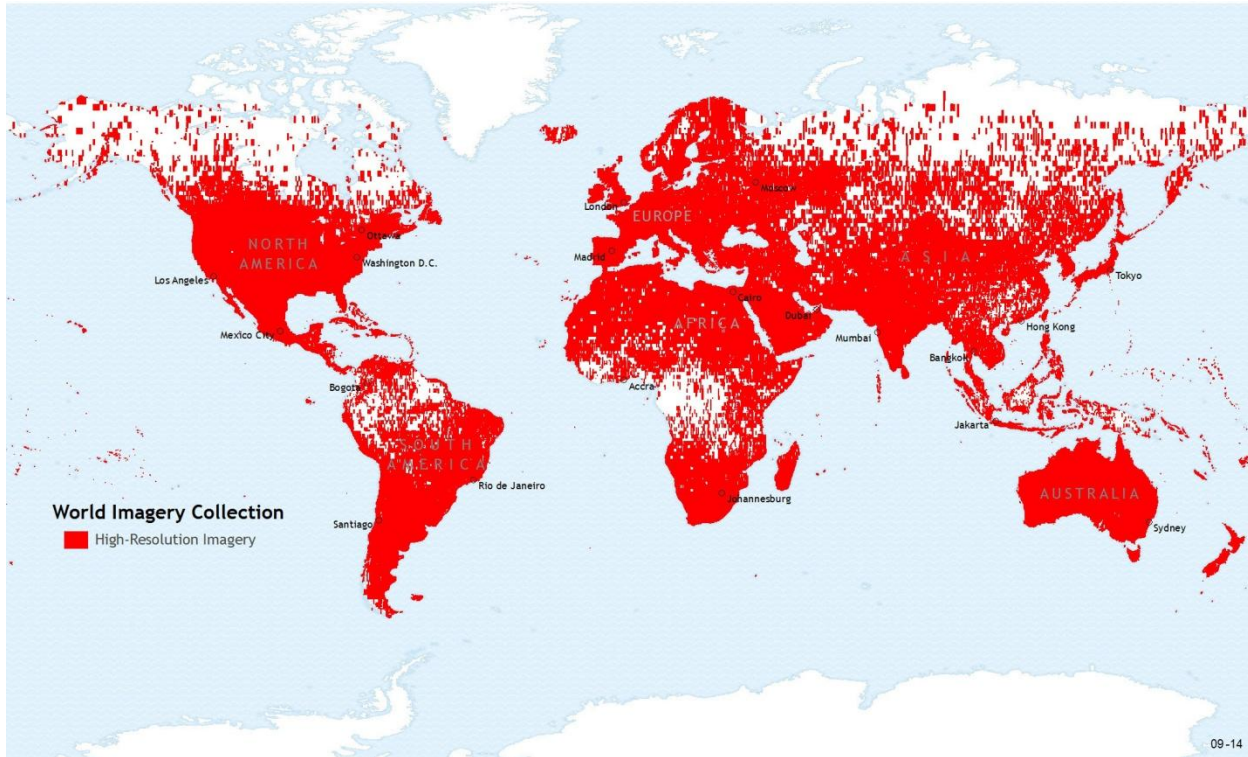 Moscow
London
EUROPE
Ottawa
NORTH
AMERICA
Washington D.C.
Madrid
ASIA
Los Angeles
Tokyo
Cairo
Dubai
AFRICA
Mexico City
Mumbai
Hong Kong
Bangkok
Bogota
Accra
Jakarta
SOUTH
AMERICA
Rio de Janeiro
Johannesburg
AUSTRALIA
World Imagery Collection
High-Resolution Imagery
Santiago
Sydney
09-14